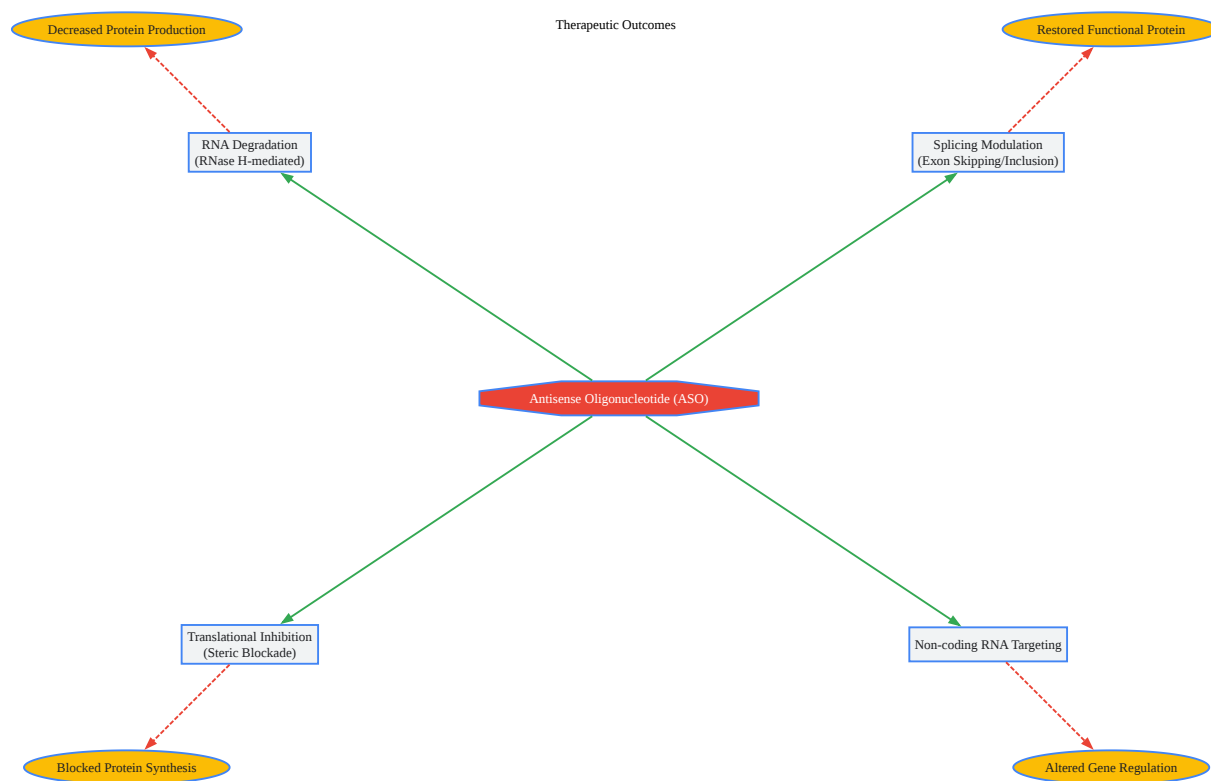 Decreased Protein Production
Therapeutic Outcomes
Restored Functional Protein
RNA Degradation
(RNase H-mediated)
Splicing Modulation
(Exon Skipping/Inclusion)
Antisense Oligonucleotide (ASO)
Translational Inhibition
(Steric Blockade)
Non-coding RNA Targeting
Blocked Protein Synthesis
Altered Gene Regulation